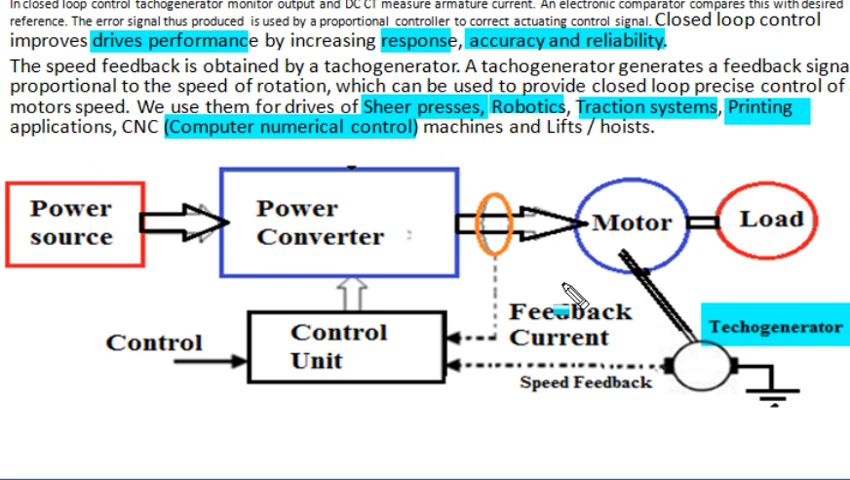 In closed loop control tachogenerator monitor output and DC CT measure armature current. An electronic comparator compares this with desired
reference. The error signal thus produced is used by a proportional controller to correct actuating control signal. Closed loop control
improves drives performance by increasing response, accuracy and reliability.
The speed feedback is obtained by a tachogenerator. A tachogenerator generates a feedback signa
proportional to the speed of rotation, which can be used to provide closed loop precise control of
motors speed. We use them for drives of Sheer presses, Robotics, Traction systems, Printing
applications, CNC (Computer numerical control) machines and Lifts / hoists.
Power
source
Power
Converter :
Motor
Load
Control
Control
Unit
Feedback
Current
Techogenerator
Speed Feedback